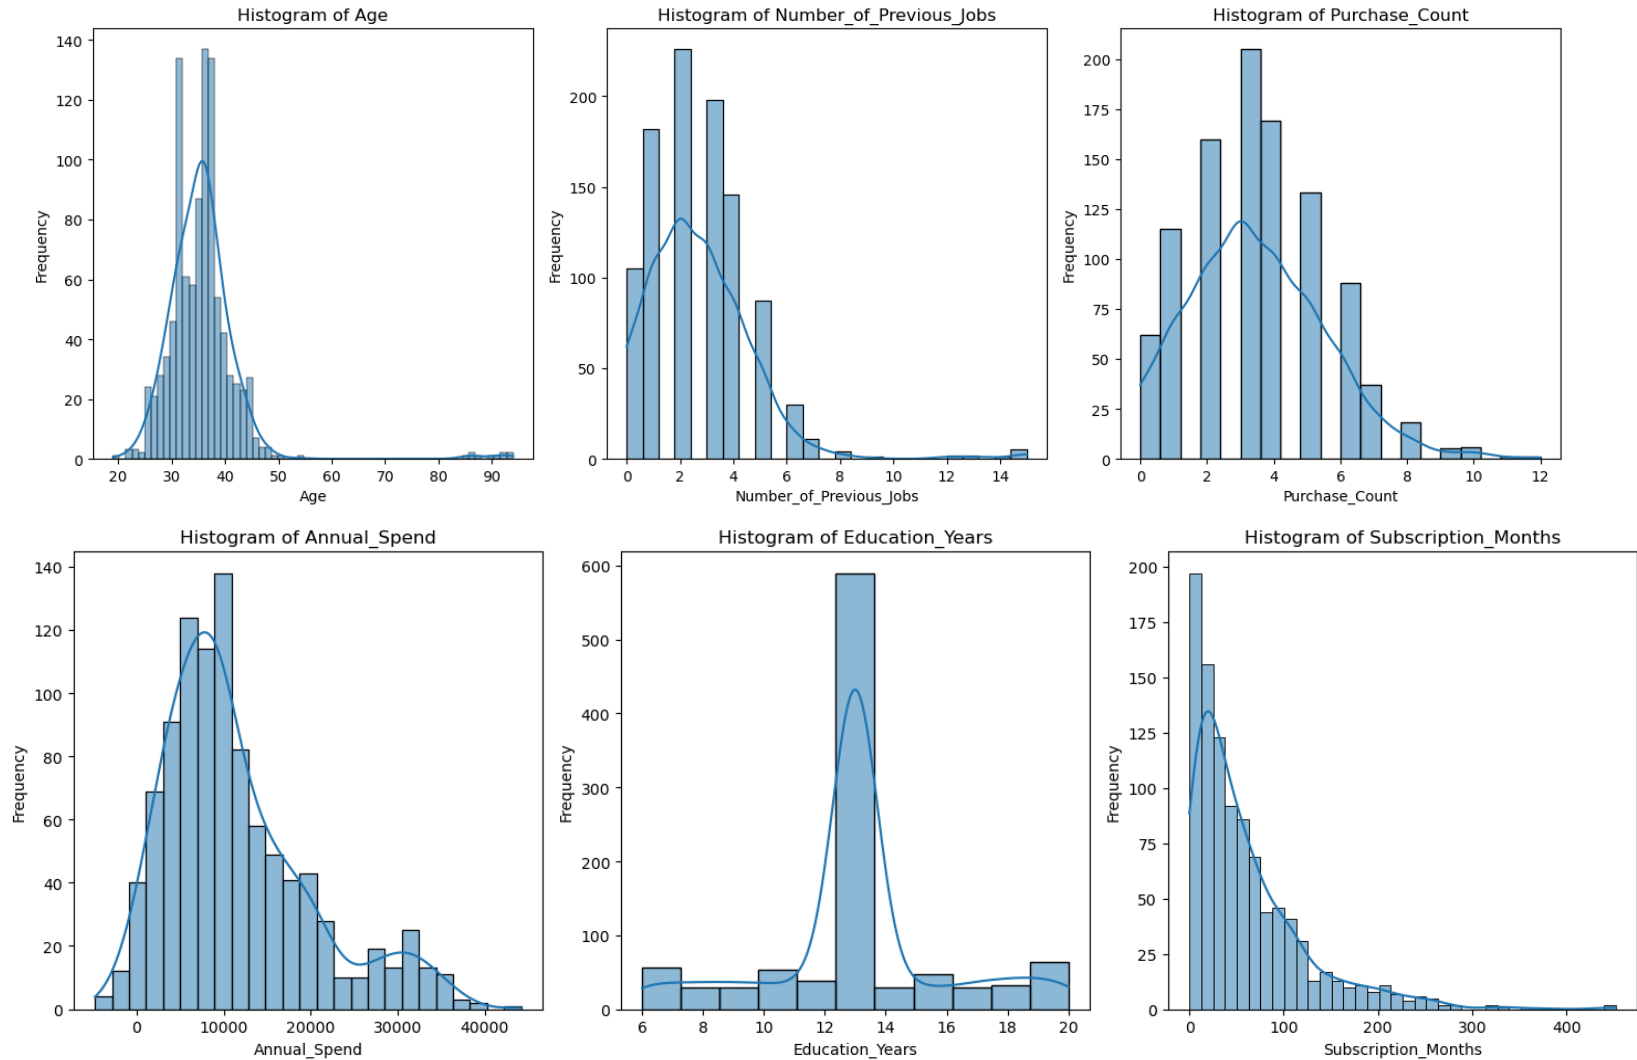 Histogram of Age
140
120
100
80
60
40
20
0
Frequency
20 30 40 50 60 70 80 90
Age
Histogram of Number_of_Previous_Jobs
200
150
100
50
0
Frequency
0 2 4 6 8 10 12 14
Number_of_Previous_Jobs
Histogram of Purchase_Count
200
175
150
125
100
75
50
25
0
Frequency
0 2 4 6 8 10 12
Purchase_Count
Histogram of Annual_Spend
140
120
100
80
60
40
20
0
Frequency
0 10000 20000 30000 40000
Annual_Spend
Histogram of Education_Years
600
500
400
300
200
100
0
Frequency
6 8 10 12 14 16 18 20
Education_Years
Histogram of Subscription_Months
200
175
150
125
100
75
50
25
0
Frequency
0 100 200 300 400
Subscription_Months